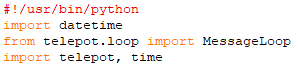 #!/usr/bin/python
import datetime
from telepot.loop import MessageLoop
import telepot, time